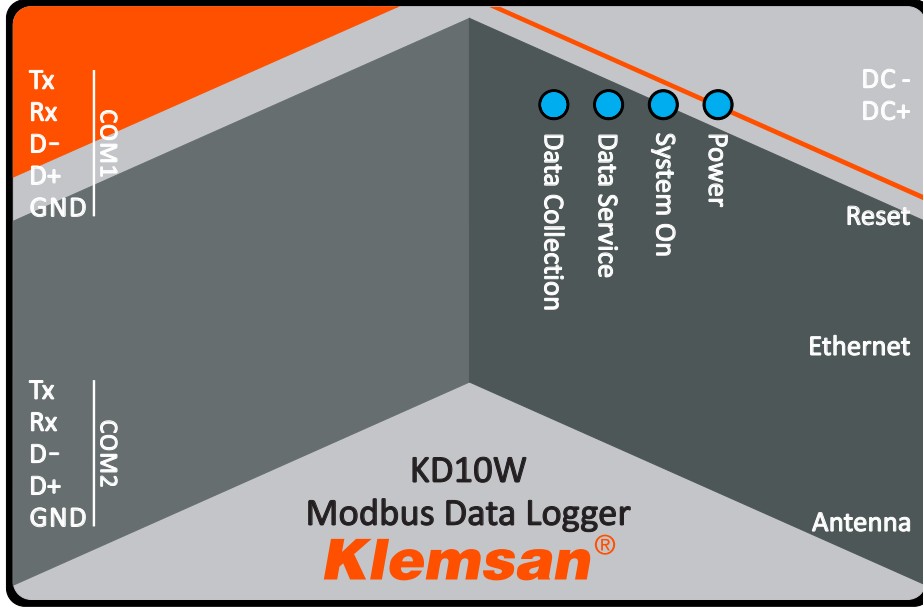 Tx
Rx
D-
D+
GND
COM1
Data Collection
Data Service
System On
Power
DC -
DC+
Reset
Ethernet
Tx
Rx
D-
D+
GND
COM2
Antenna
KD10W
Modbus Data Logger
Klemsan®